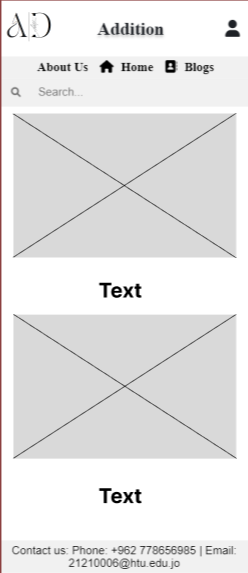 AD
Addition
About Us Home Blogs
Search...
Text
Text
Contact us: Phone: +962 778656985 | Email:
21210006@htu.edu.jo